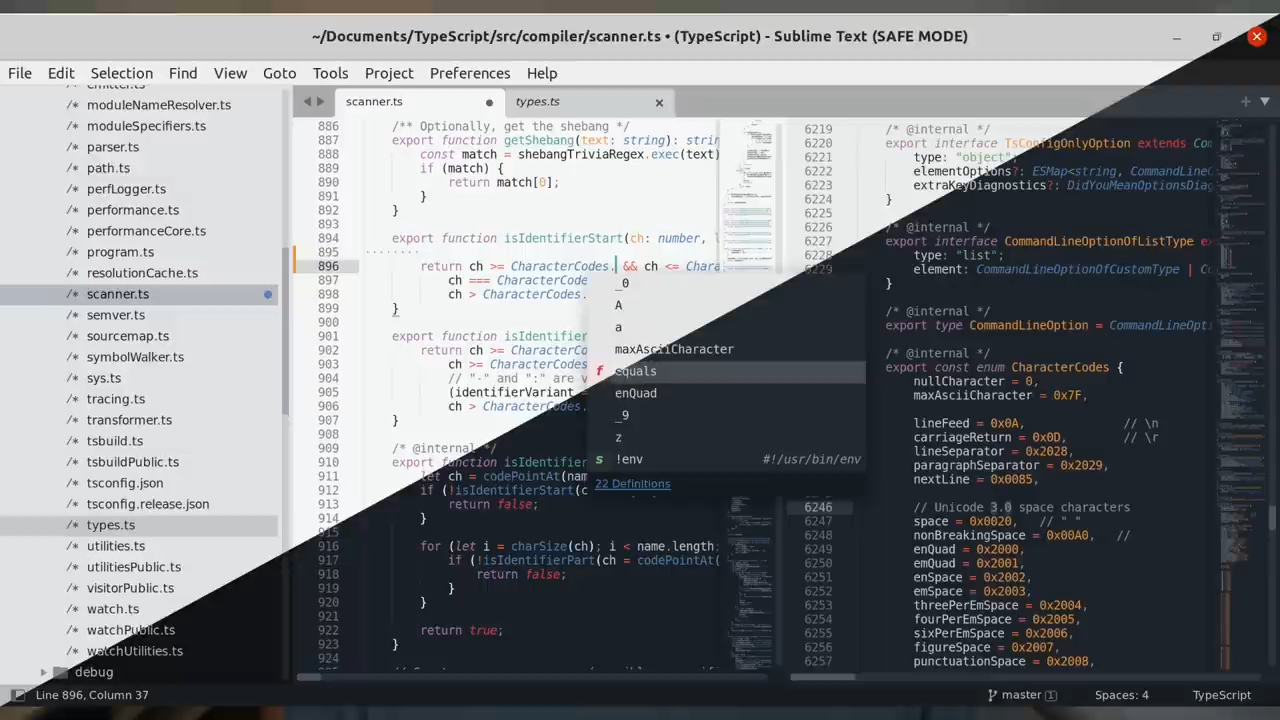 ~/Documents/TypeScript/src/compiler/scanner.ts • (TypeScript) - Sublime Text (SAFE MODE)
File Edit Selection Find View Goto Tools Project Preferences Help
/* emitter.ts
/* moduleNameResolver.ts
/* moduleSpecifiers.ts
/* parser.ts
/* path.ts
/* perfLogger.ts
/* performance.ts
/* performanceCore.ts
/* program.ts
/* resolutionCache.ts
/* scanner.ts
/* semver.ts
/* sourcemap.ts
/* symbolWalker.ts
/* sys.ts
/* tracing.ts
/* transformer.ts
/* tsbuild.ts
/* tsbuildPublic.ts
/* tsconfig.json
/* tsconfig.release.json
/* types.ts
/* utilities.ts
/* utilitiesPublic.ts
/* visitorPublic.ts
/* watch.ts
/* watchPublic.ts
/* watchUtilities.ts
debug
scanner.ts
types.ts
886 /** Optionally, get the shebang */
887 export function getShebang(text: string): strin
888 const match = shebangTriviaRegex.exec(text)
889 if (match) {
890 return match[0];
891 }
892 }
893
894 export function isIdentifierStart(ch: number,
895
896 return ch >= CharacterCodes. && ch <= Chara
897 ch === CharacterCode
898 ch > CharacterCodes.
899 }
900
901 export function isIdentif
902 return ch >= CharacterCo
903 ch >= CharacterCodes.
904 // "-" and ":" are v
905 (identifierVariant =
906 ch > CharacterCodes.
907 }
908
909 /* @internal */
910 export function isIdentif
911 let ch = codePointAt(nam
912 if (!isIdentifierStart(c
913 return false;
914 }
915
916 for (let i = charSize(ch); i < name.length;
917 if (!isIdentifierPart(ch = codePointAt(
918 return false;
919 }
920 }
921
922 return true;
923 }
924
_0
A
a
maxAsciiCharacter
f equals
enQuad
_9
z
s !env #!/usr/bin/env
22 Definitions
6219 /* @internal */
6220 export interface TsConfigOnlyOption extends Com
6221 type: "object";
6222 elementOptions?: ESMap<string, CommandLineO
6223 extraKeyDiagnostics?: DidYouMeanOptionsDiag
6224 }
6225
6226 /* @internal */
6227 export interface CommandLineOptionOfListType ex
6228 type: "list";
6229 element: CommandLineOptionOfCustomType | Co
}
/* @internal */
export type CommandLineOption = CommandLineOpti
/* @internal */
export const enum CharacterCodes {
nullCharacter = 0,
maxAsciiCharacter = 0x7F,
lineFeed = 0x0A, // \n
carriageReturn = 0x0D, // \r
lineSeparator = 0x2028,
paragraphSeparator = 0x2029,
nextLine = 0x0085,
6246 // Unicode 3.0 space characters
6247 space = 0x0020, // " "
6248 nonBreakingSpace = 0x00A0, //
6249 enQuad = 0x2000,
6250 emQuad = 0x2001,
6251 enSpace = 0x2002,
6252 emSpace = 0x2003,
6253 threePerEmSpace = 0x2004,
6254 fourPerEmSpace = 0x2005,
6255 sixPerEmSpace = 0x2006,
6256 figureSpace = 0x2007,
6257 punctuationSpace = 0x2008,
Line 896, Column 37
master 1 Spaces: 4 TypeScript